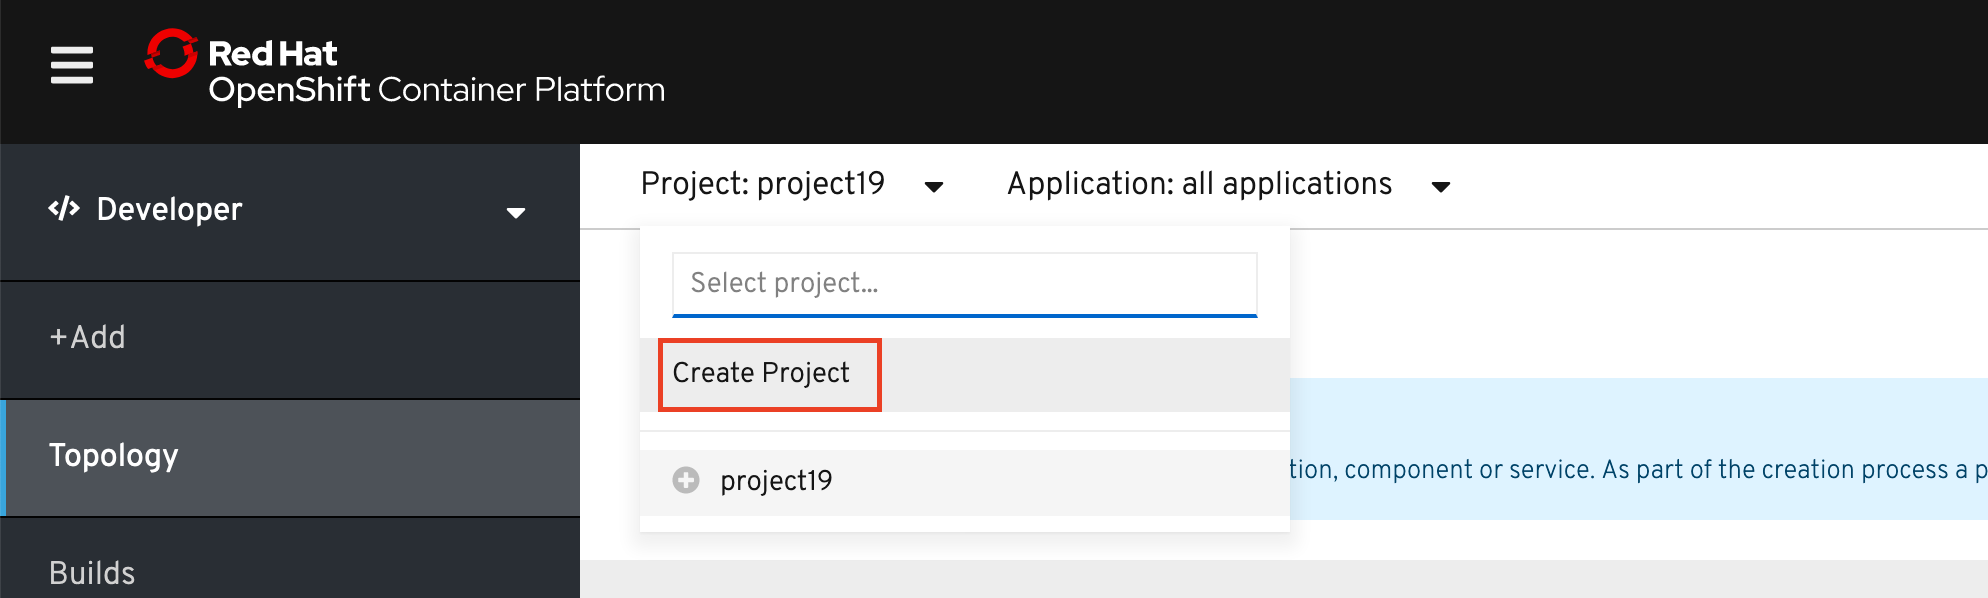 Red Hat
OpenShift Container Platform
</> Developer
+Add
Topology
Builds
Project: project19
Application: all applications
Select project...
Create Project
project19
tion, component or service. As part of the creation process a p